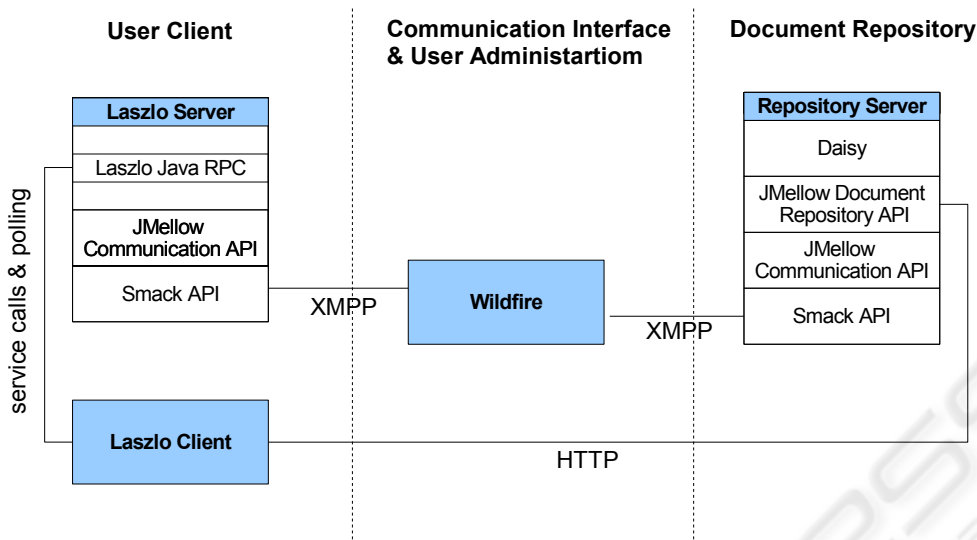 User Client
Communication Interface
& User Administartiom
Document Repository
Laszlo Server
Laszlo Java RPC
JMellow
Communication API
Smack API
service calls & polling
Laszlo Client
XMPP
Wildfire
XMPP
HTTP
Repository Server
Daisy
JMellow Document
Repository API
JMellow
Communication API
Smack API